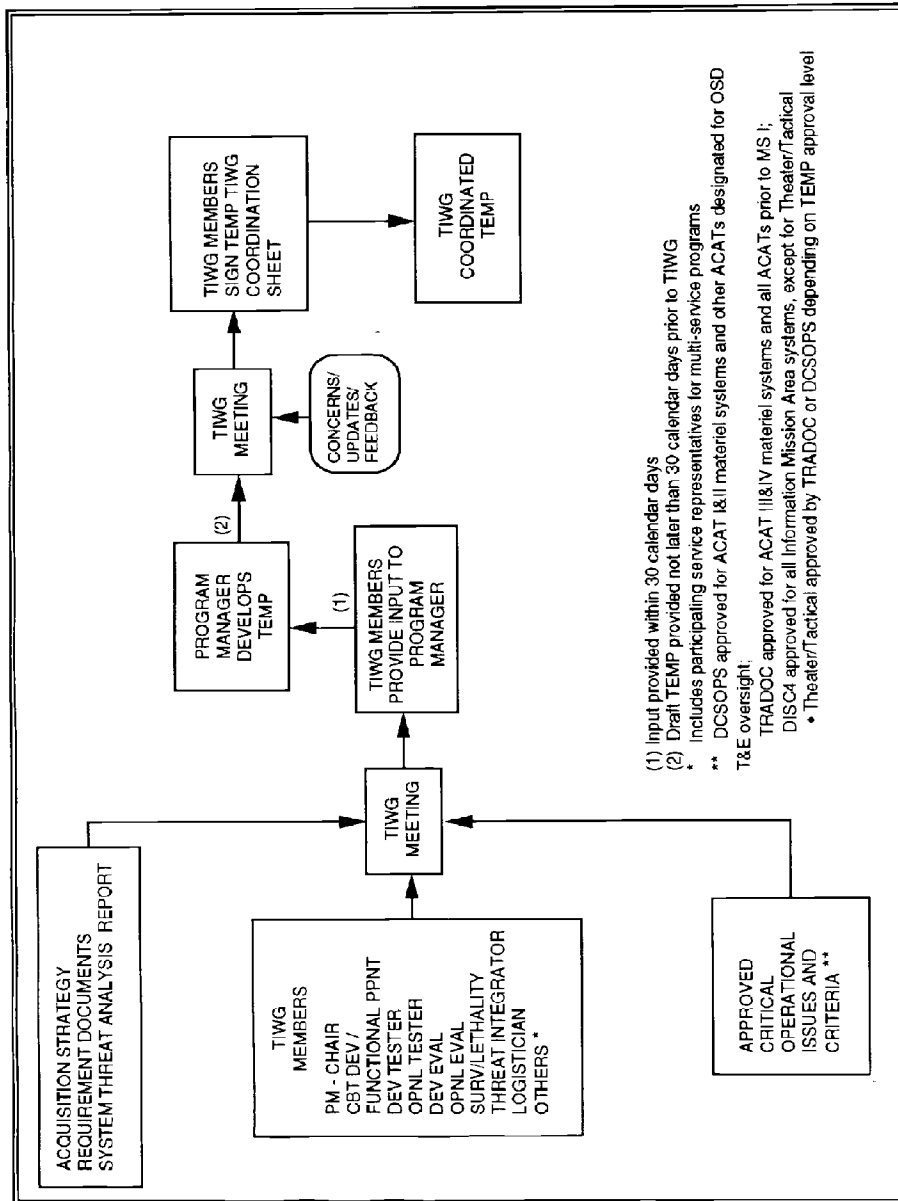 ACQUISITION STRATEGY
REQUIREMENT DOCUMENTS
SYSTEM THREAT ANALYSIS REPORT
TIWG
MEMBERS
PM - CHAIR
CBT DEV /
FUNCTIONAL PPNT
DEV TESTER
OPNL TESTER
DEV EVAL
OPNL EVAL
SURV/LETHALITY
THREAT INTEGRATOR
LOGISTICIAN
OTHERS *
APPROVED
CRITICAL
OPERATIONAL
ISSUES AND
CRITERIA **
TIWG
MEETING
TIWG MEMBERS
PROVIDE INPUT TO
PROGRAM
MANAGER
(1)
PROGRAM
MANAGER
DEVELOPS
TEMP
(2)
TIWG
MEETING
CONCERNS/
UPDATES/
FEEDBACK
TIWG MEMBERS
SIGN TEMP TIWG
COORDINATION
SHEET
TIWG
COORDINATED
TEMP
(1) Input provided within 30 calendar days
(2) Draft TEMP provided not later than 30 calendar days prior to TIWG
* Includes participating service representatives for multi-service programs
** DCSOPS approved for ACAT I&II materiel systems and other ACATs designated for OSD
T&E oversight;
TRADOC approved for ACAT III&IV materiel systems and all ACATs prior to MS I;
DISC4 approved for all Information Mission Area systems, except for Theater/Tactical
• Theater/Tactical approved by TRADOC or DCSOPS depending on TEMP approval level